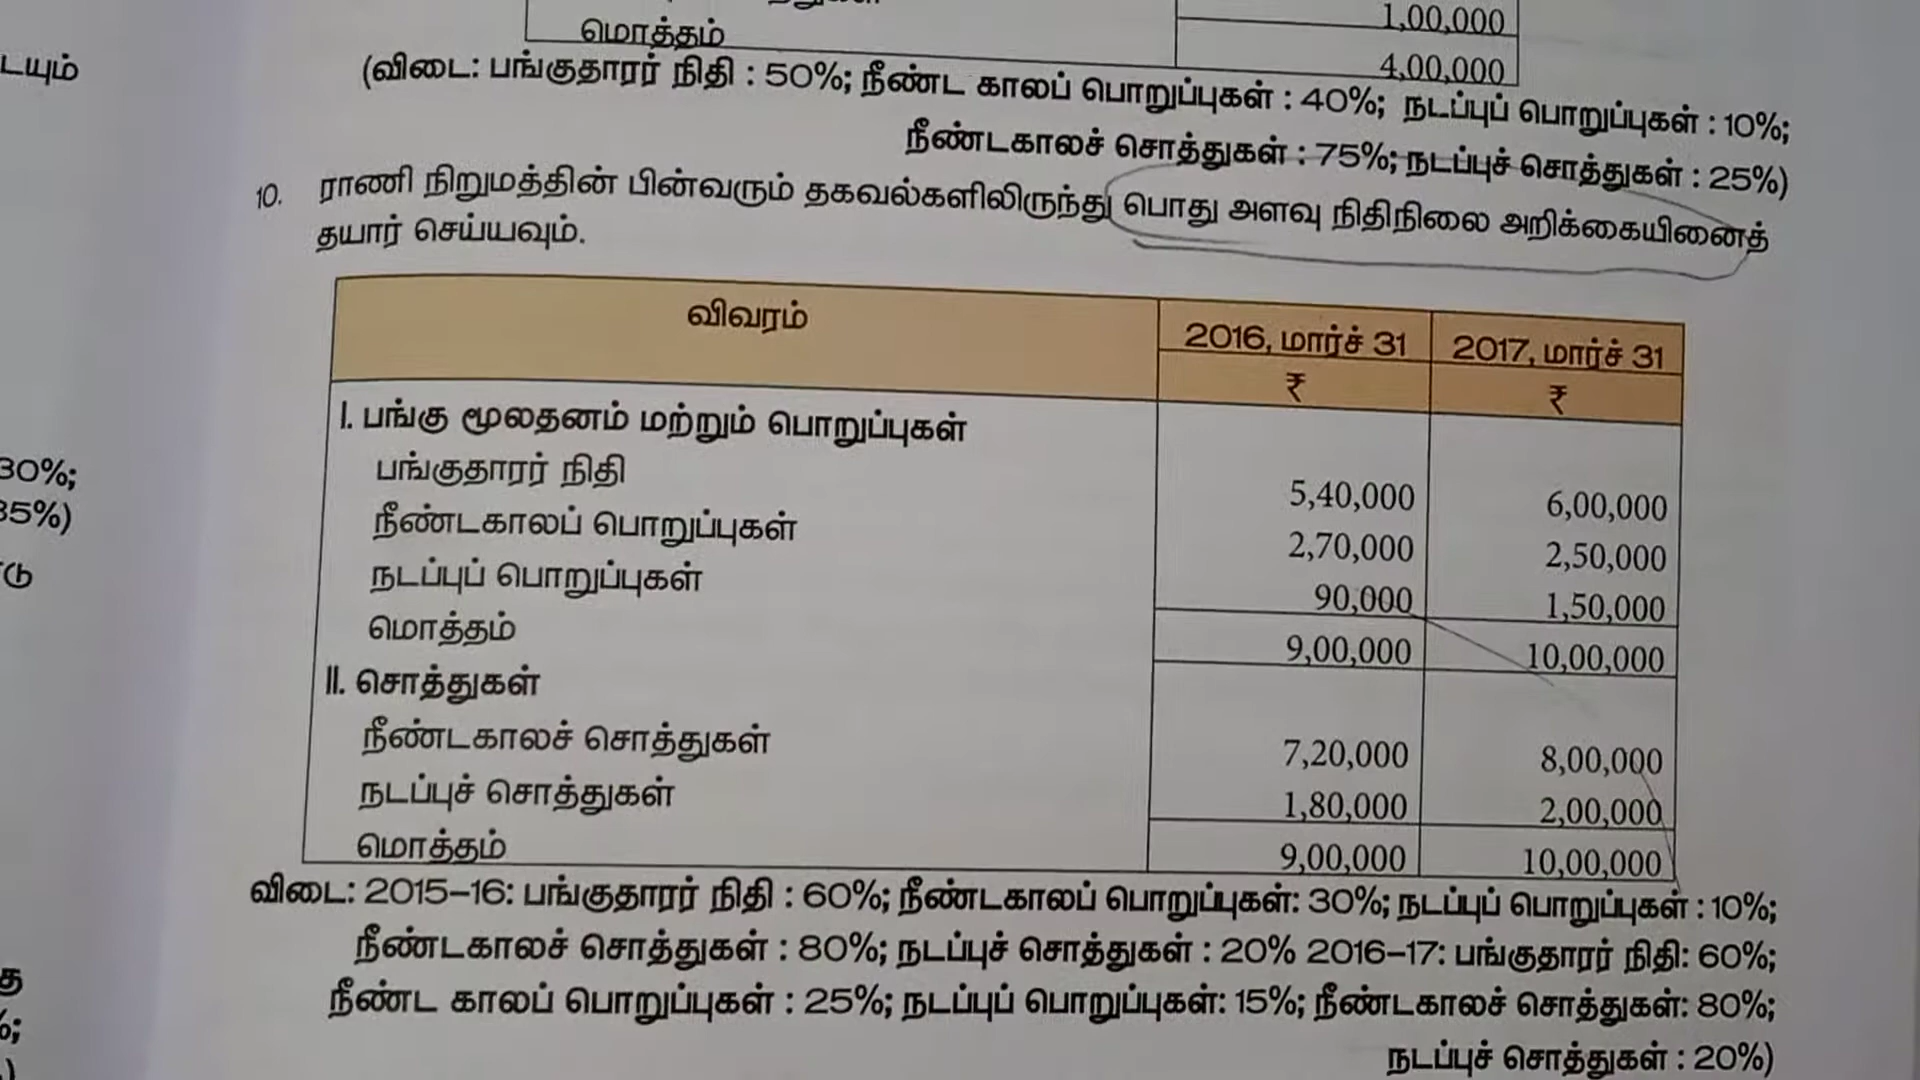 மொத்தம் 1,00,000
4,00,000
டையும்
(விடை: பங்குதாரர் நிதி : 50%; நீண்ட காலப் பொறுப்புகள் : 40%; நடப்புப் பொறுப்புகள் : 10%;
நீண்டகாலச் சொத்துகள் : 75%; நடப்புச் சொத்துகள் : 25%)
10. ராணி நிறுமத்தின் பின்வரும் தகவல்களிலிருந்து பொது அளவு நிதிநிலை அறிக்கையினைத்
தயார் செய்யவும்.
விவரம் 2016, மார்ச் 31 2017, மார்ச் 31
₹ ₹
I. பங்கு மூலதனம் மற்றும் பொறுப்புகள்
பங்குதாரர் நிதி 5,40,000 6,00,000
நீண்டகாலப் பொறுப்புகள் 2,70,000 2,50,000
நடப்புப் பொறுப்புகள் 90,000 1,50,000
மொத்தம் 9,00,000 10,00,000
II. சொத்துகள்
நீண்டகாலச் சொத்துகள் 7,20,000 8,00,000
நடப்புச் சொத்துகள் 1,80,000 2,00,000
மொத்தம் 9,00,000 10,00,000
விடை: 2015–16: பங்குதாரர் நிதி : 60%; நீண்டகாலப் பொறுப்புகள்: 30%; நடப்புப் பொறுப்புகள் : 10%;
நீண்டகாலச் சொத்துகள் : 80%; நடப்புச் சொத்துகள் : 20% 2016–17: பங்குதாரர் நிதி: 60%;
நீண்ட காலப் பொறுப்புகள் : 25%; நடப்புப் பொறுப்புகள்: 15%; நீண்டகாலச் சொத்துகள்: 80%;
நடப்புச் சொத்துகள் : 20%)
30%;
35%)